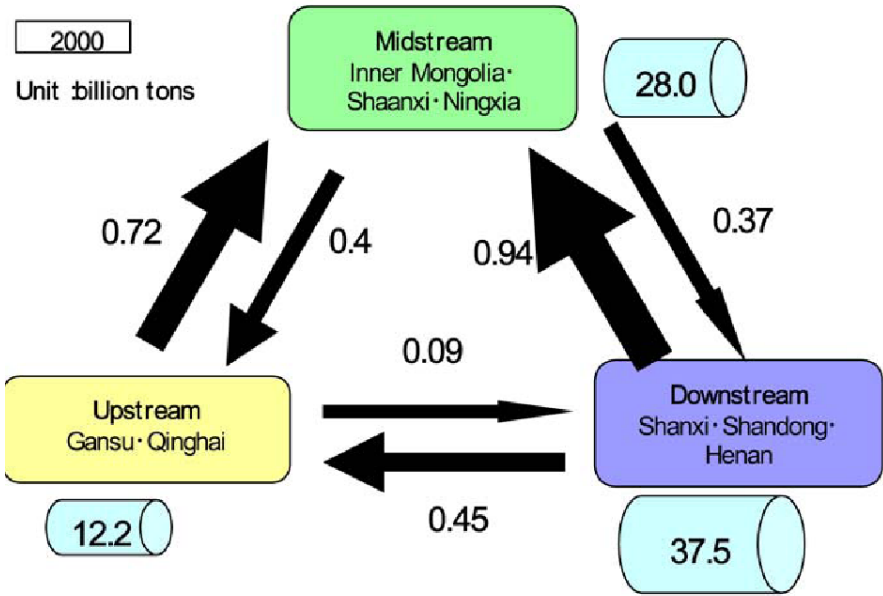 2000
Unit :billion tons
Midstream
Inner Mongolia·
Shaanxi·Ningxia
28.0
0.72
0.4
0.94
0.37
0.09
Upstream
Gansu·Qinghai
Downstream
Shanxi·Shandong·
Henan
0.45
12.2
37.5